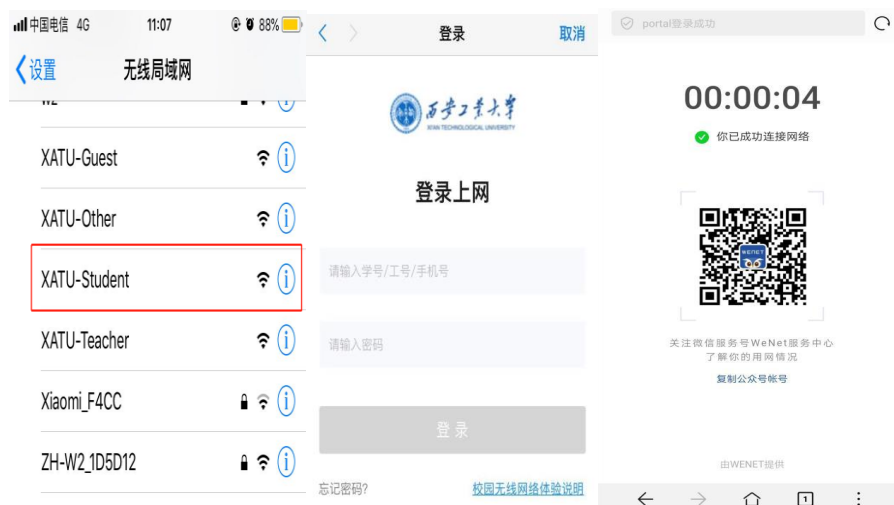 中国电信 4G 11:07 88%
设置 无线局域网
XATU-Guest
XATU-Other
XATU-Student
XATU-Teacher
Xiaomi_F4CC
ZH-W2_1D5D12
登录 取消
西安工业大学
XI'AN TECHNOLOGICAL UNIVERSITY
登录上网
请输入学号/工号/手机号
请输入密码
登录
忘记密码? 校园无线网络体验说明
portal登录成功
00:00:04
你已成功连接网络
WENET
关注微信服务号WeNet服务中心
了解你的用网情况
复制公众号帐号
由WENET提供
1